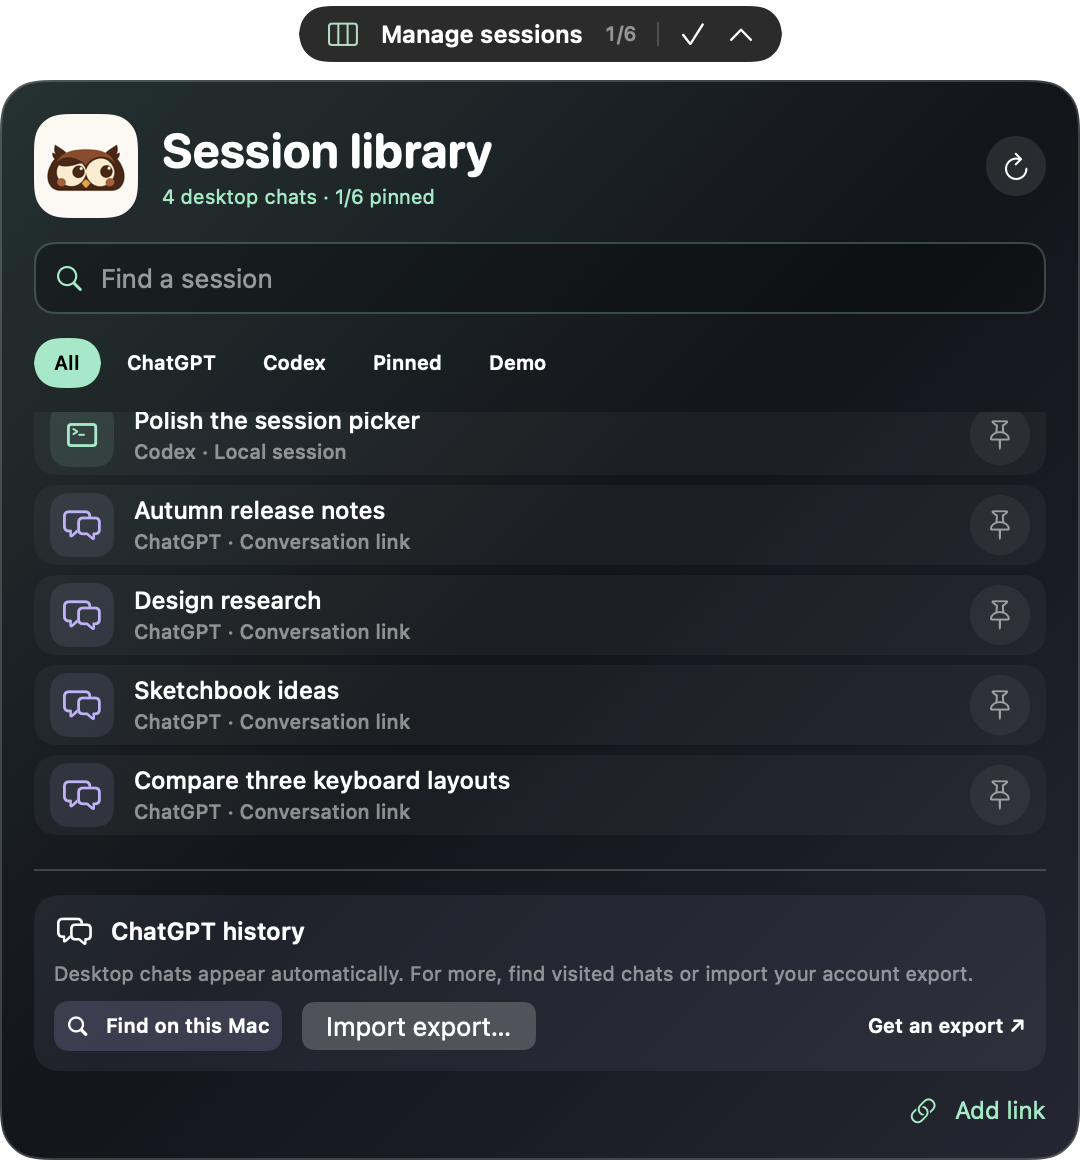 Manage sessions 1/6
Session library
4 desktop chats · 1/6 pinned
Find a session
All ChatGPT Codex Pinned Demo
Polish the session picker
Codex · Local session
Autumn release notes
ChatGPT · Conversation link
Design research
ChatGPT · Conversation link
Sketchbook ideas
ChatGPT · Conversation link
Compare three keyboard layouts
ChatGPT · Conversation link
ChatGPT history
Desktop chats appear automatically. For more, find visited chats or import your account export.
Find on this Mac Import export... Get an export ↗
Add link